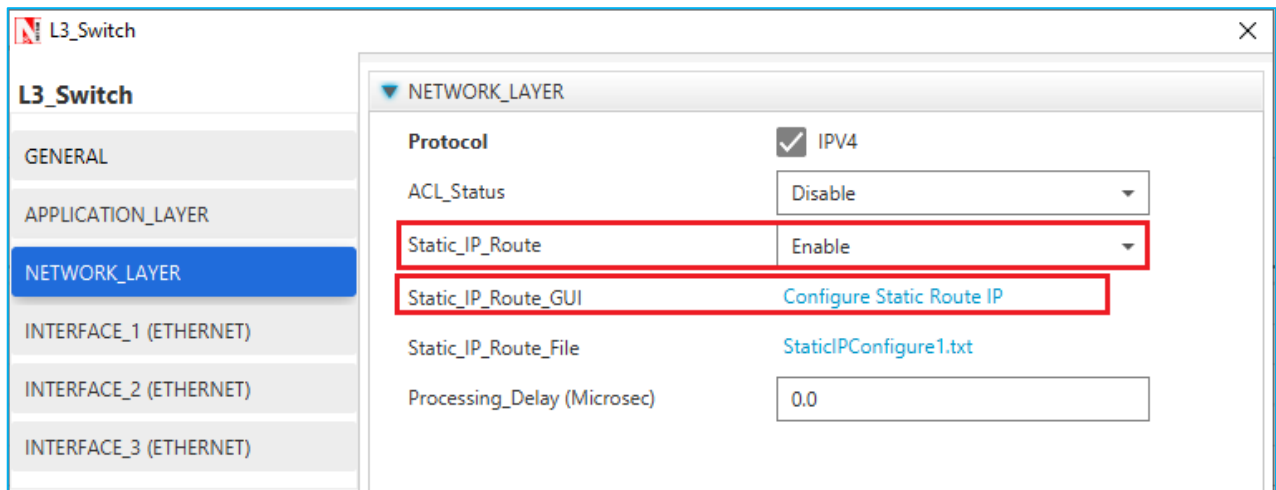 L3_Switch
L3_Switch
GENERAL
APPLICATION_LAYER
NETWORK_LAYER
INTERFACE_1 (ETHERNET)
INTERFACE_2 (ETHERNET)
INTERFACE_3 (ETHERNET)
NETWORK_LAYER
Protocol IPV4
ACL_Status Disable
Static_IP_Route Enable
Static_IP_Route_GUI Configure Static Route IP
Static_IP_Route_File StaticIPConfigure1.txt
Processing_Delay (Microsec) 0.0